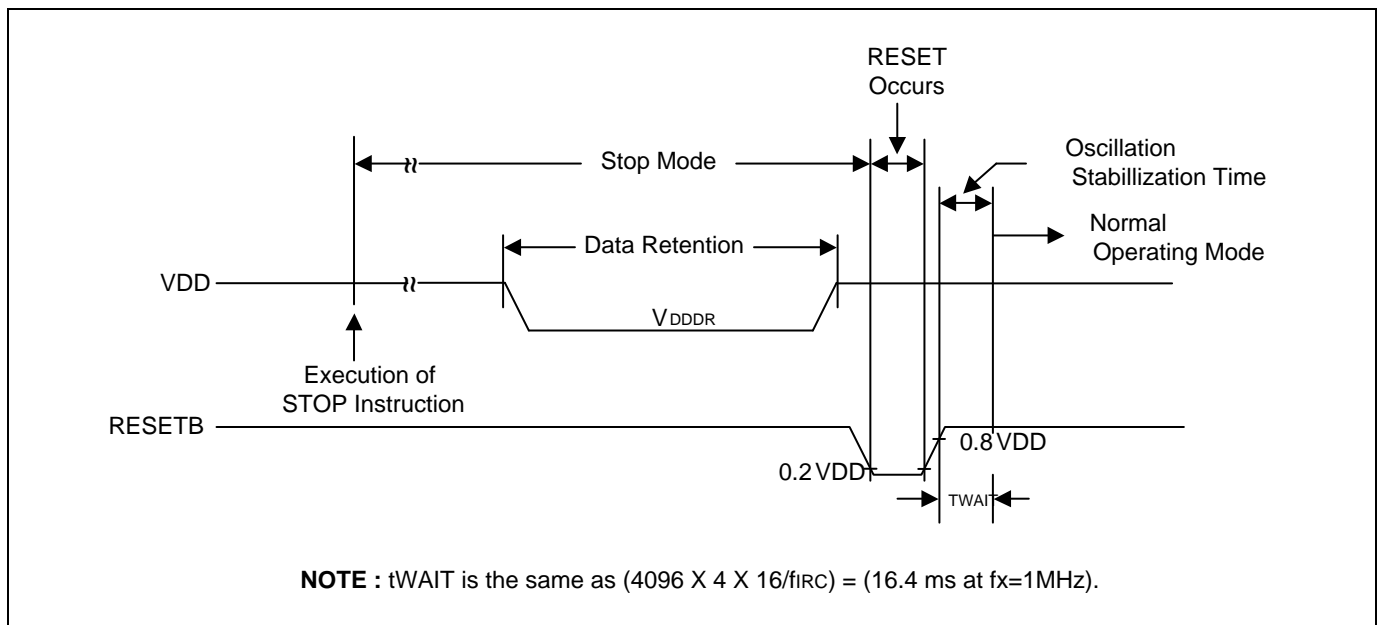 RESET
Occurs
Stop Mode
Oscillation
Stabillization Time
Normal
Operating Mode
Data Retention
VDD
VDDDR
Execution of
STOP Instruction
RESETB
0.8 VDD
0.2 VDD
TWAIT
NOTE : tWAIT is the same as (4096 X 4 X 16/fIRC) = (16.4 ms at fx=1MHz).